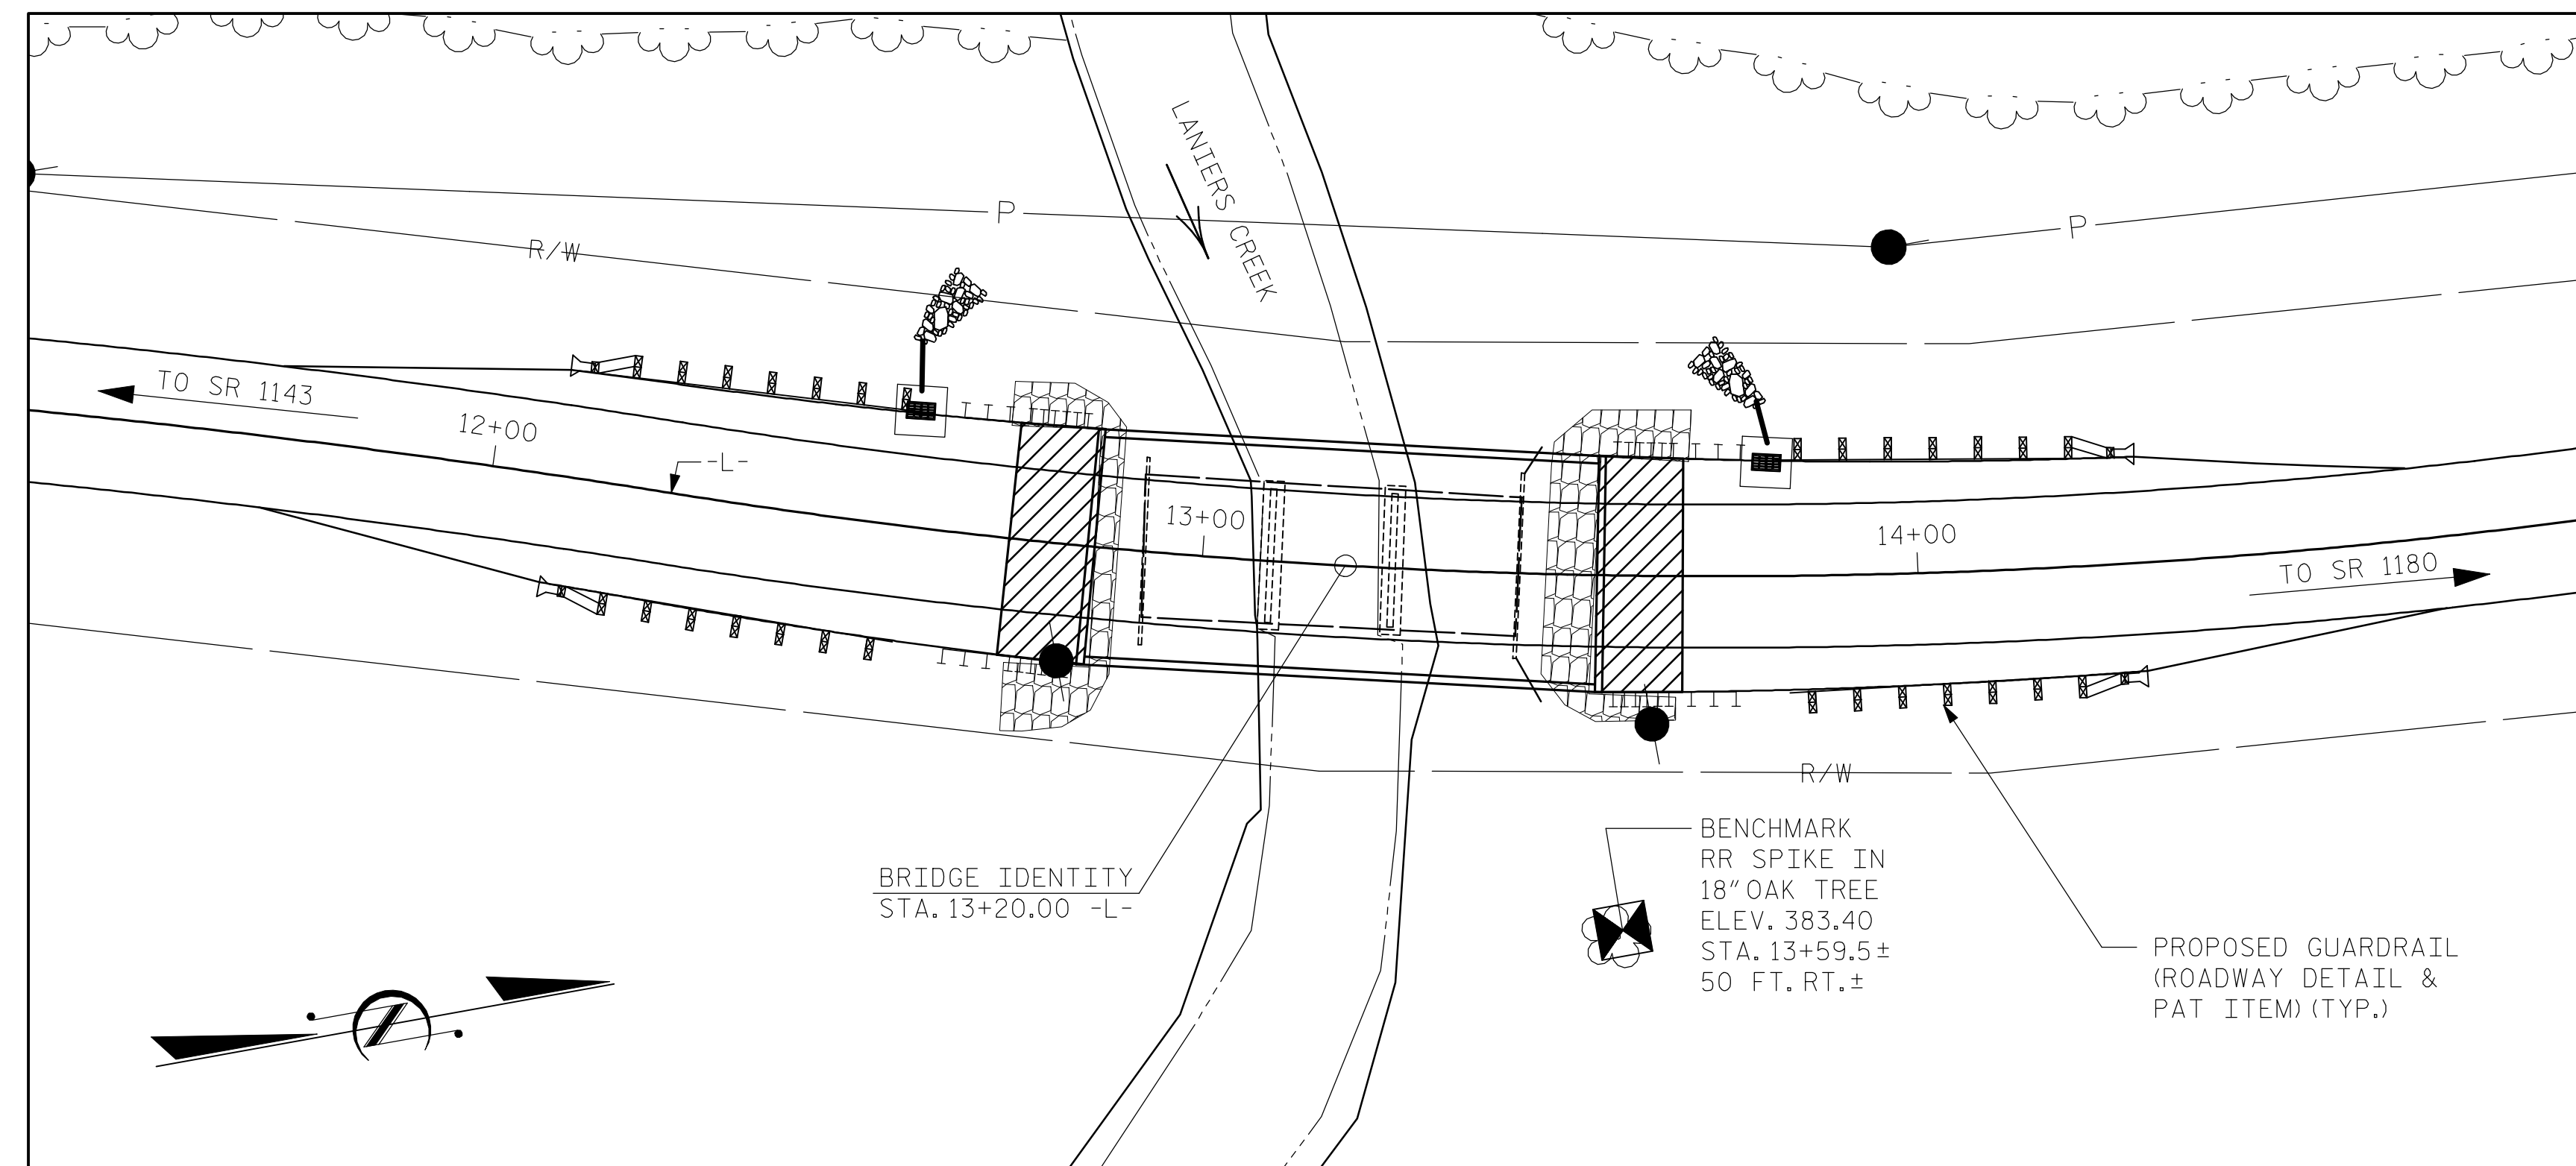 LANIERS CREEK
P
P
R/W
TO SR 1143
12+00
-L-
13+00
14+00
TO SR 1180
R/W
BRIDGE IDENTITY
STA. 13+20.00 -L-
BENCHMARK
RR SPIKE IN
18" OAK TREE
ELEV. 383.40
STA. 13+59.5±
50 FT. RT.±
PROPOSED GUARDRAIL
(ROADWAY DETAIL &
PAT ITEM) (TYP.)